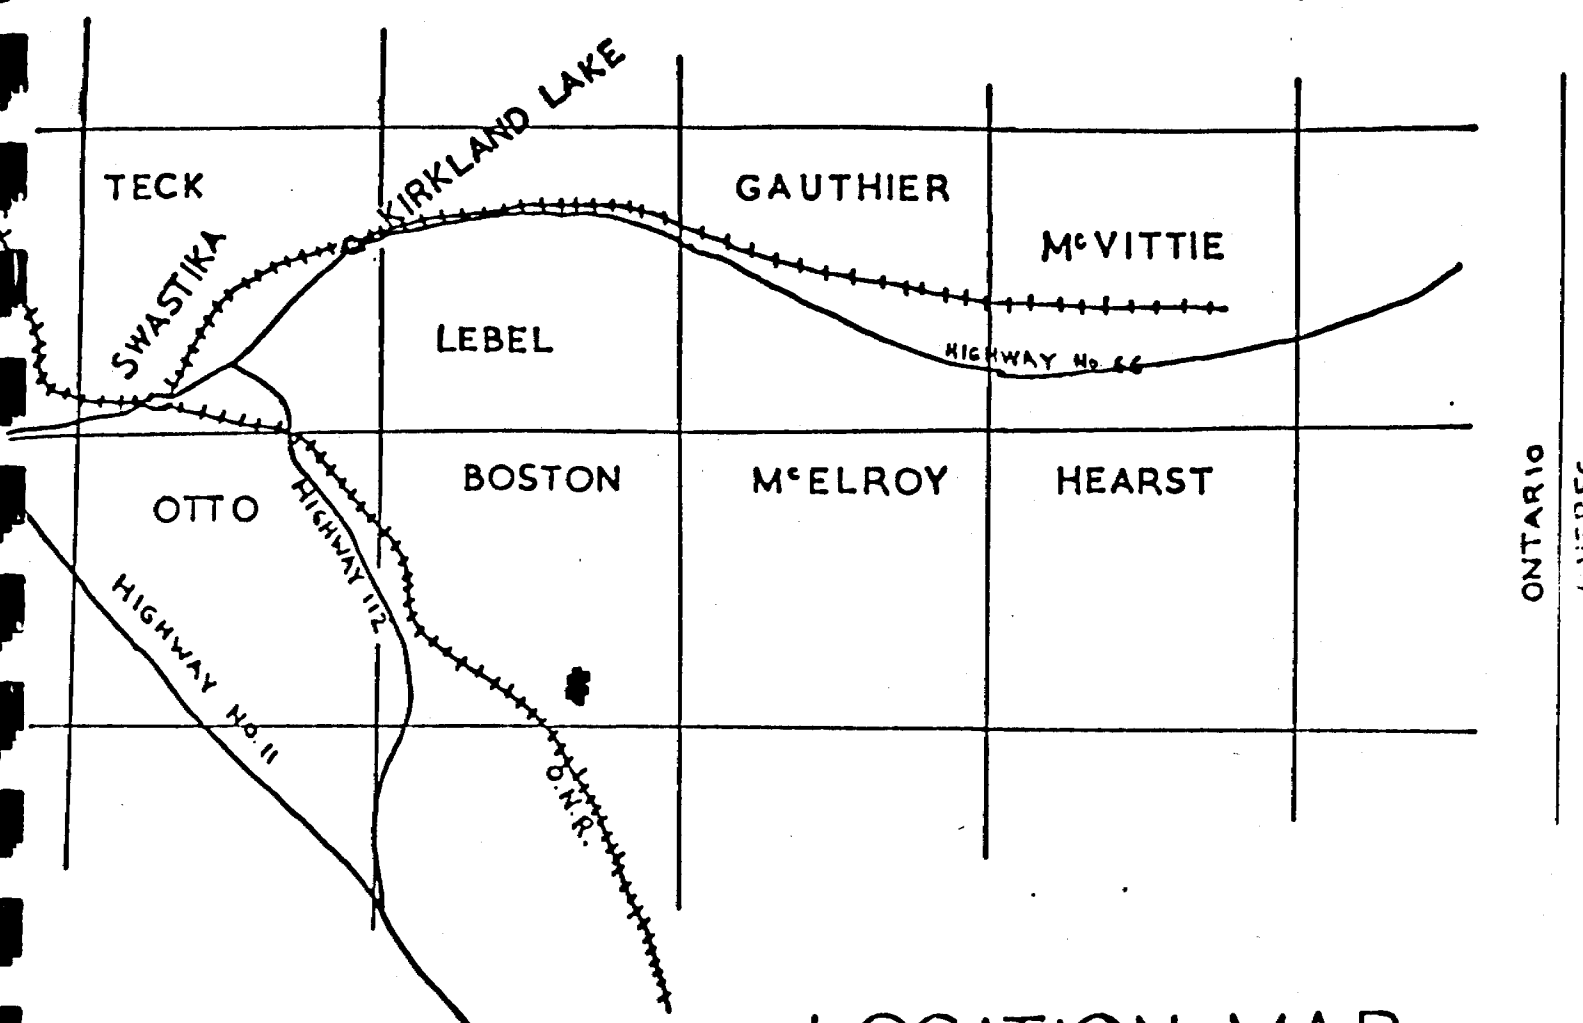 KIRKLAND LAKE
TECK
GAUTHIER
McVITTIE
SWASTIKA
LEBEL
HIGHWAY No. 66
BOSTON
McELROY
HEARST
OTTO
HIGHWAY 112
ONTARIO
HIGHWAY No. 11
O.N.R.
LOCATION MAP